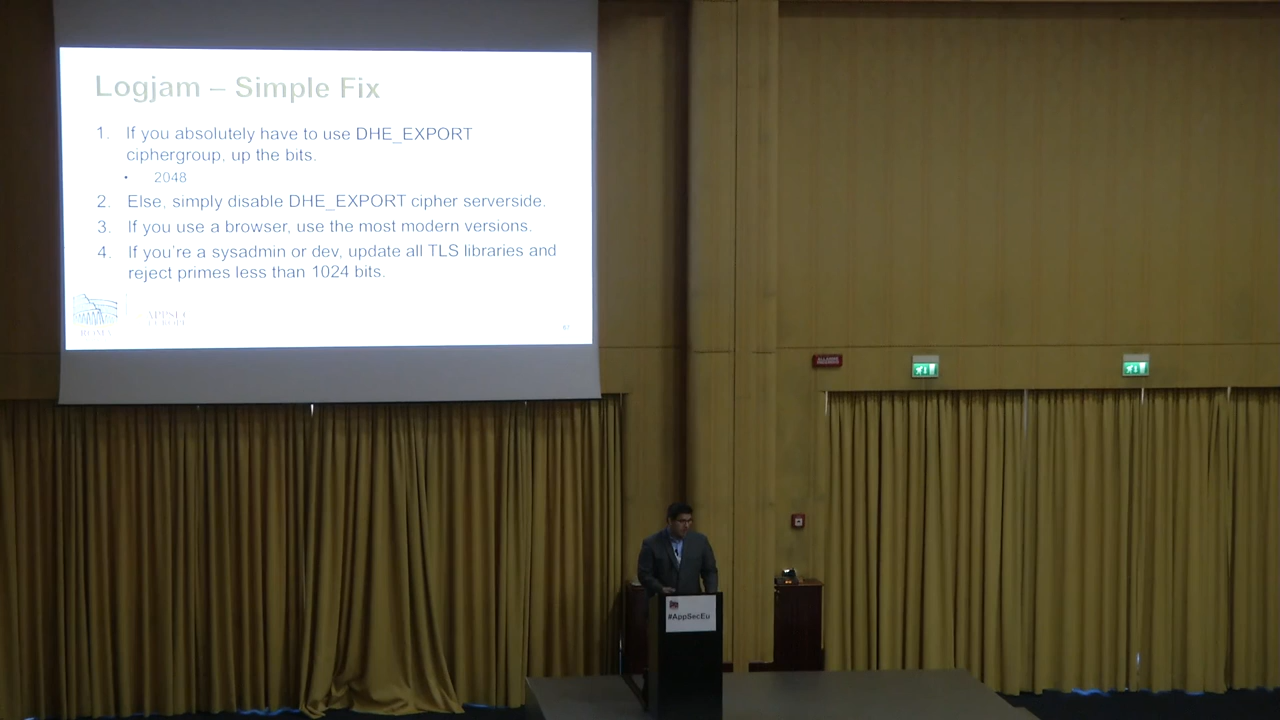 Logjam – Simple Fix
1. If you absolutely have to use DHE_EXPORT
ciphergroup, up the bits.
• 2048
2. Else, simply disable DHE_EXPORT cipher serverside.
3. If you use a browser, use the most modern versions.
4. If you're a sysadmin or dev, update all TLS libraries and
reject primes less than 1024 bits.
APPSEC
EUROPE
#AppSecEu